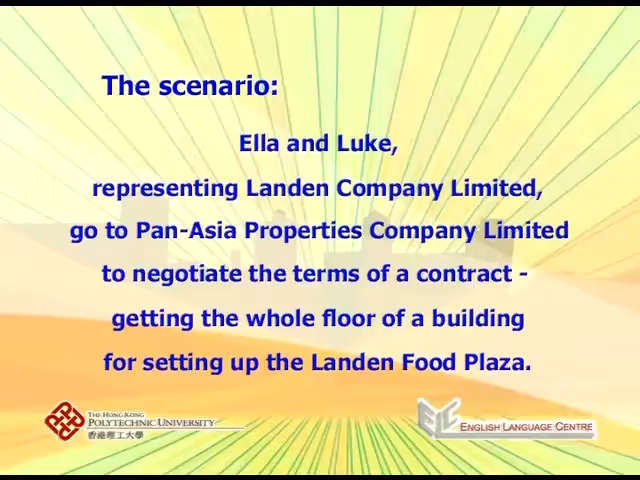 The scenario:
Ella and Luke,
representing Landen Company Limited,
go to Pan-Asia Properties Company Limited
to negotiate the terms of a contract -
getting the whole floor of a building
for setting up the Landen Food Plaza.
THE HONG KONG
POLYTECHNIC UNIVERSITY
香港理工大學
ELC
ENGLISH LANGUAGE CENTRE